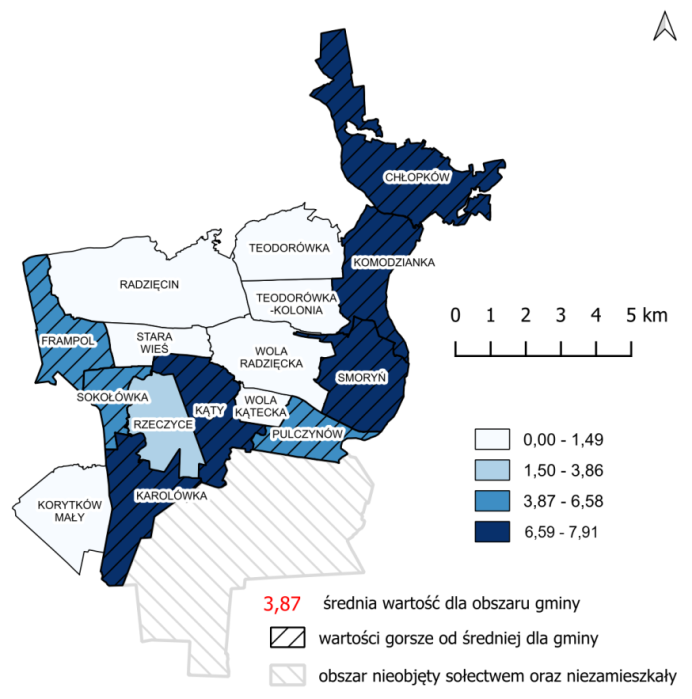 CHŁOPKÓW
TEODORÓWKA
KOMODZIANKA
RADZIĘCIN
TEODORÓWKA
-KOLONIA
0 1 2 3 4 5 km
FRAMPOL
STARA
WIEŚ
WOLA
RADZIĘCKA
SMORYŃ
SOKOŁÓWKA
KĄTY
WOLA
KĄTECKA
RZECZYCE
PULCZYNÓW
0,00 - 1,49
1,50 - 3,86
3,87 - 6,58
6,59 - 7,91
KAROLÓWKA
KORYTKÓW
MAŁY
3,87 średnia wartość dla obszaru gminy
wartości gorsze od średniej dla gminy
obszar nieobjęty sołectwem oraz niezamieszkały